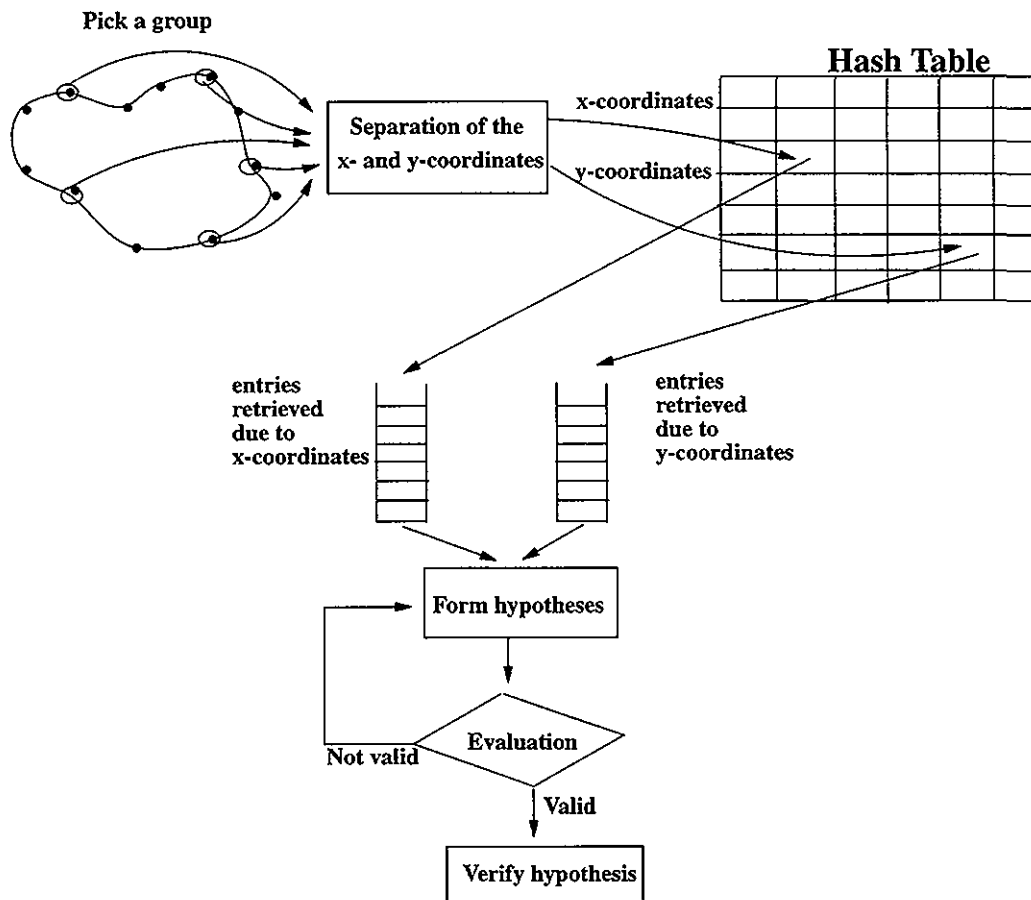 Pick a group
Hash Table
x-coordinates
Separation of the
x- and y-coordinates
y-coordinates
entries
retrieved
due to
x-coordinates
entries
retrieved
due to
y-coordinates
Form hypotheses
Evaluation
Not valid
Valid
Verify hypothesis